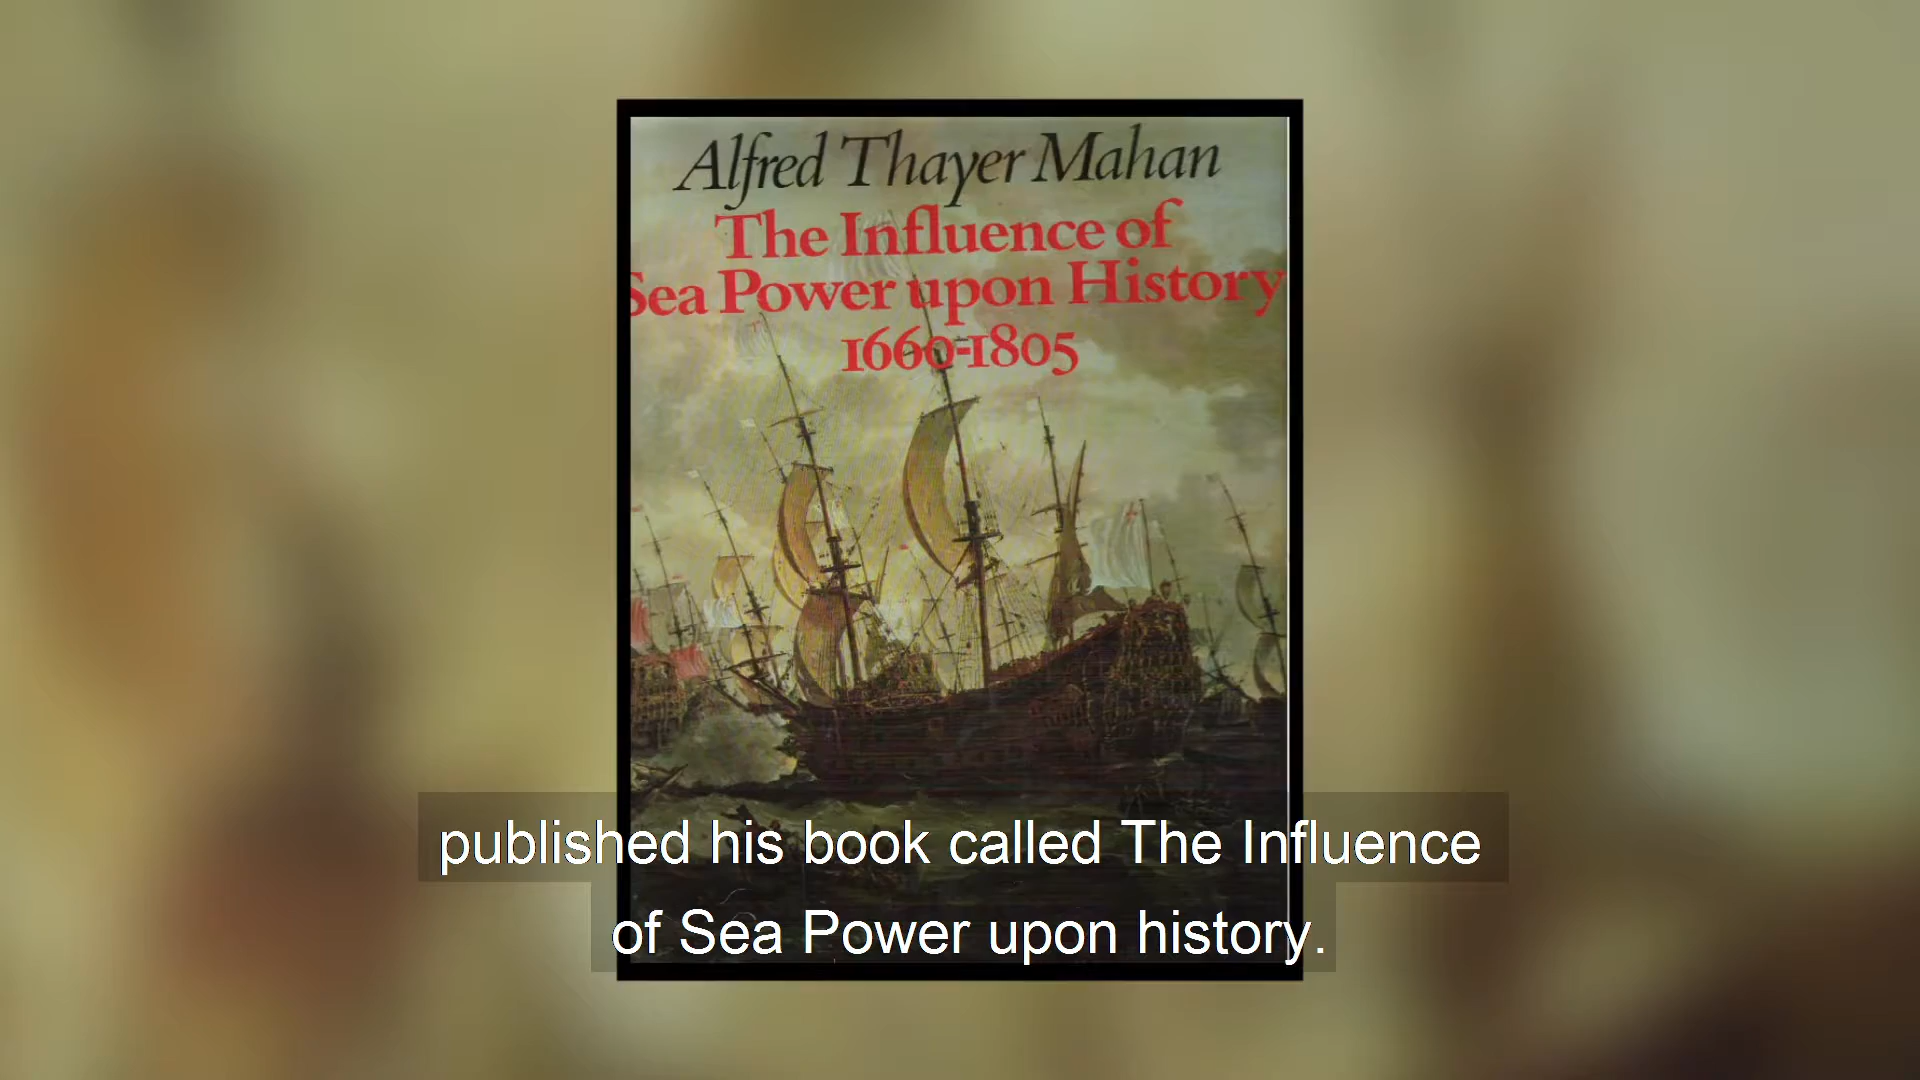 Alfred Thayer Mahan
The Influence of
Sea Power upon History
1660-1805
published his book called The Influence
of Sea Power upon history.